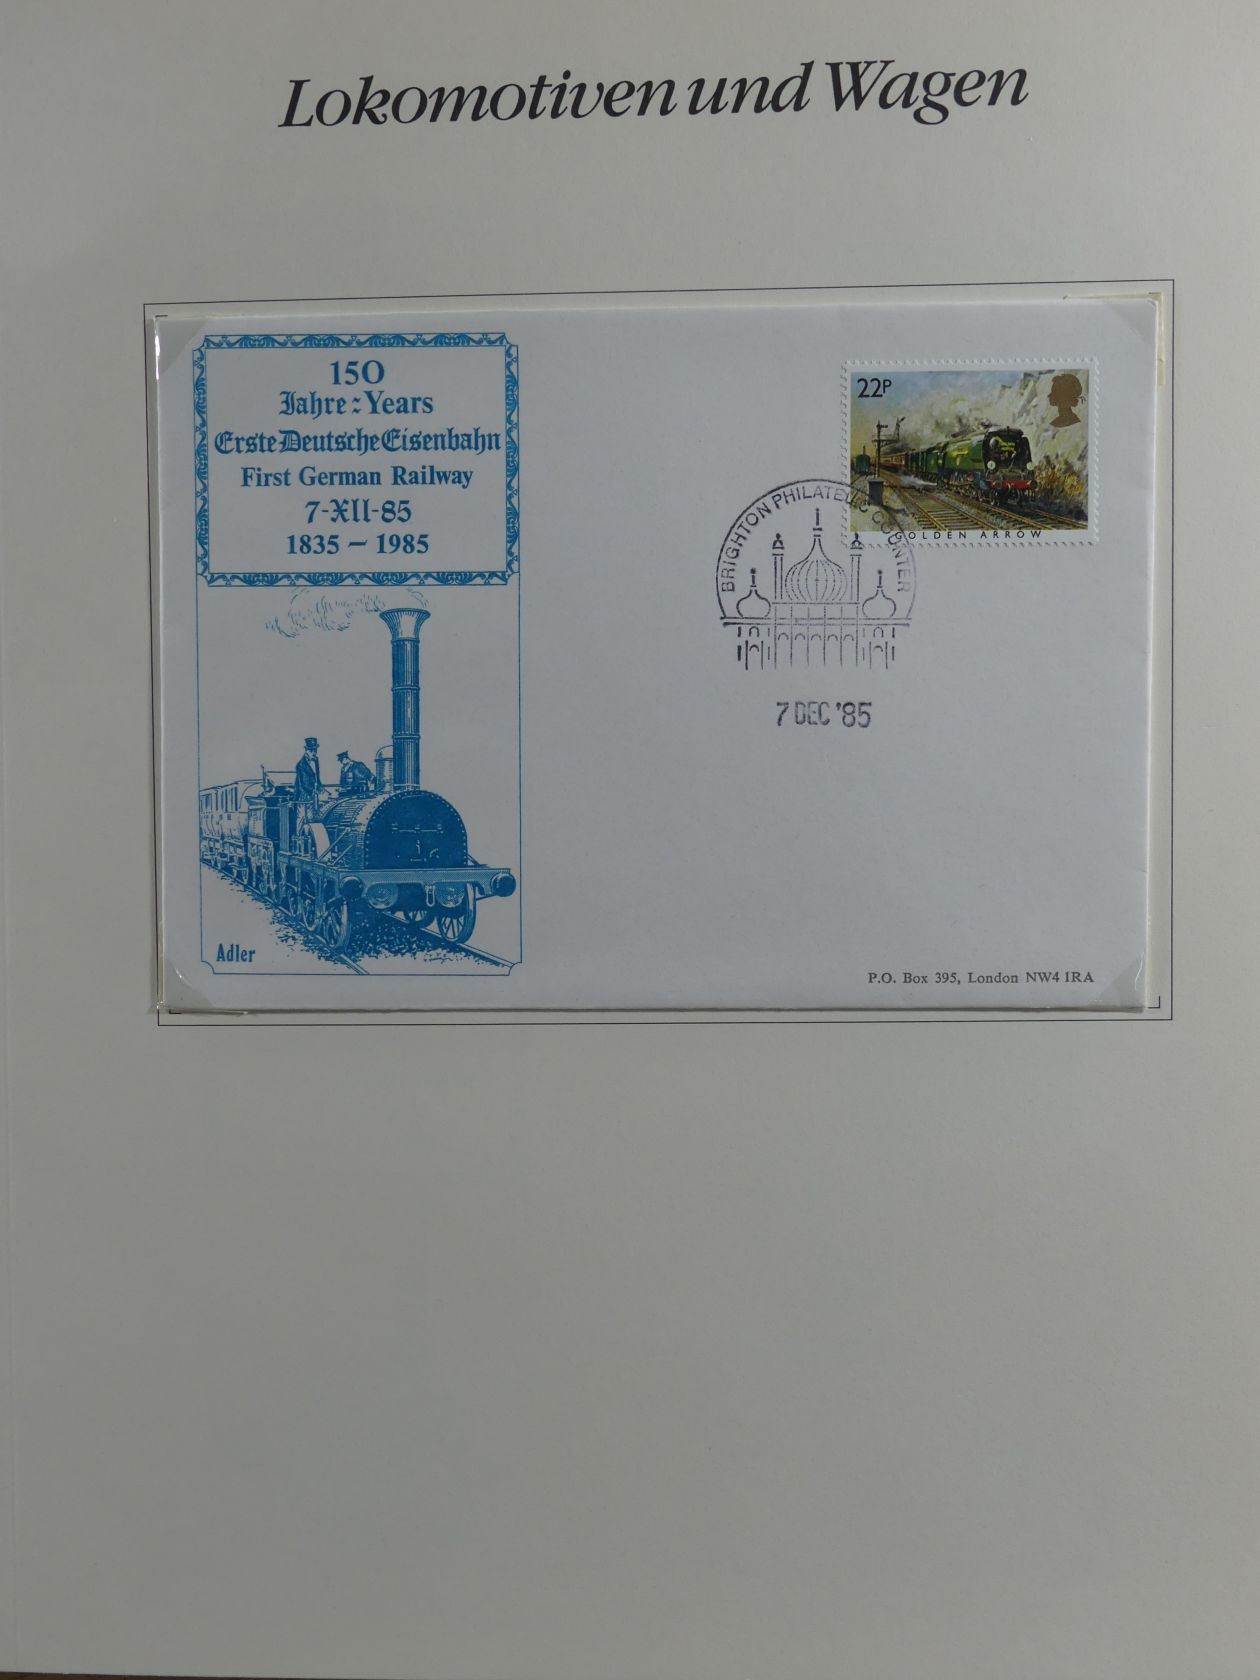 Lokomotiven und Wagen
150
Jahre : Years
Erste Deutsche Eisenbahn
First German Railway
7-XII-85
1835 – 1985
Adler
22P
GOLDEN ARROW
BRIGHTON PHILATELIC COUNTER
7 DEC '85
P.O. Box 395, London NW4 1RA